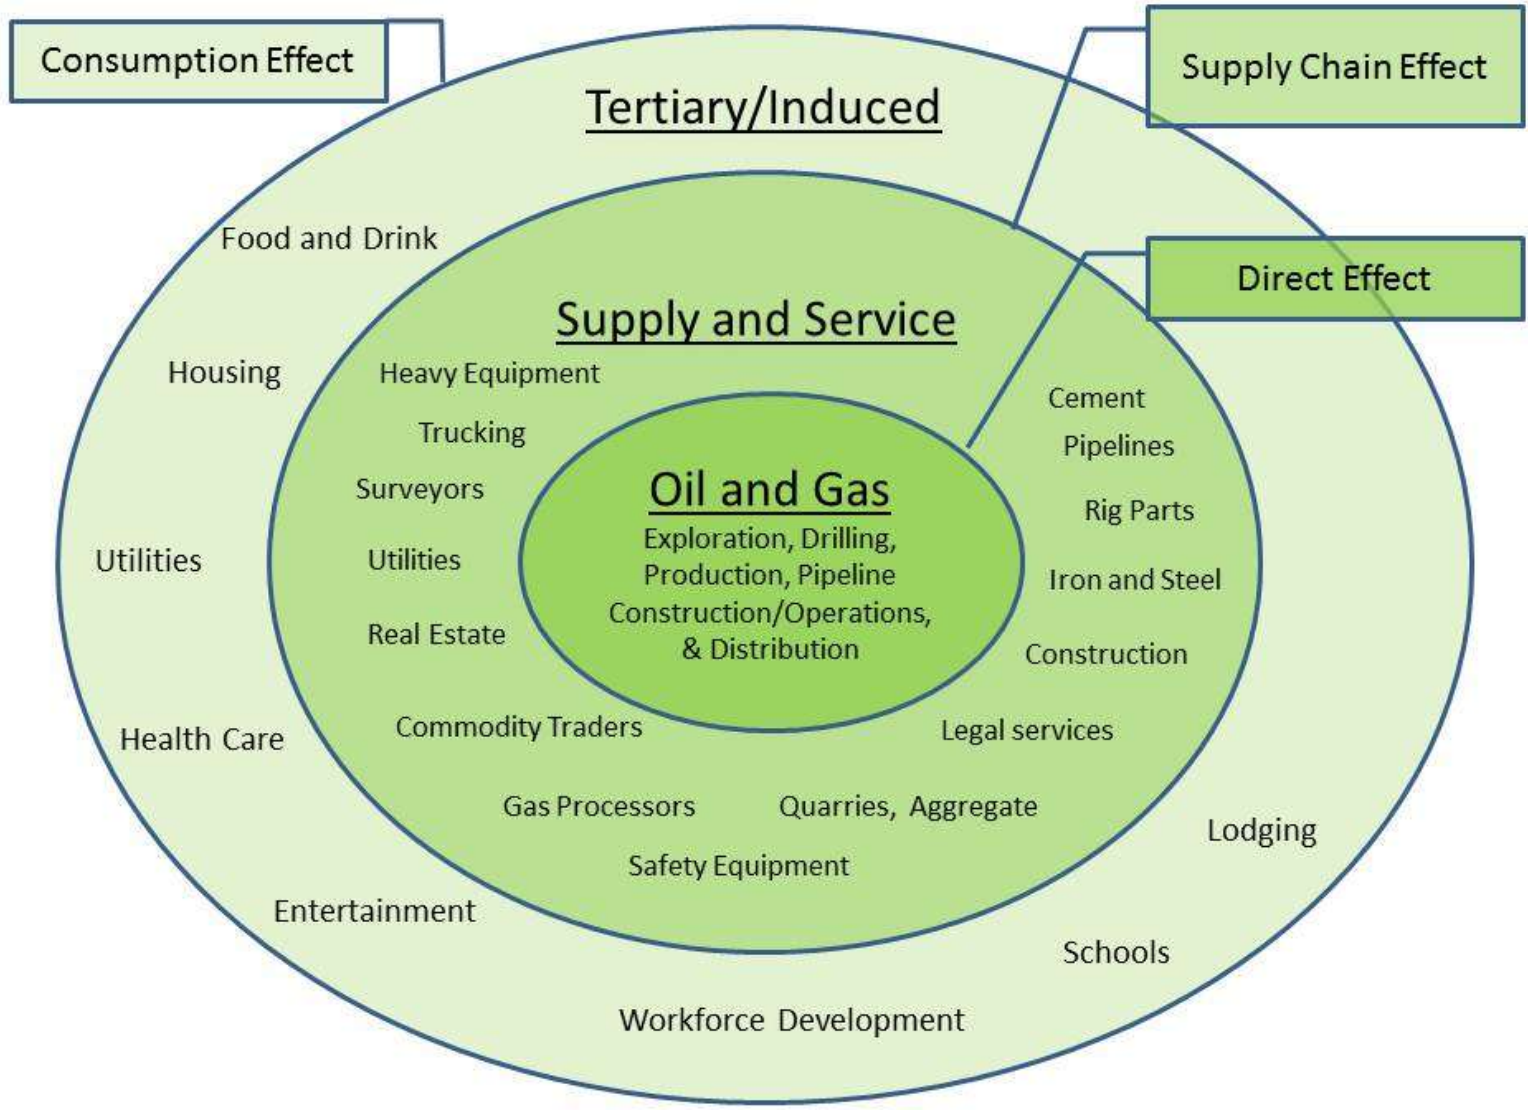 Consumption Effect
Supply Chain Effect
Tertiary/Induced
Food and Drink
Direct Effect
Supply and Service
Housing
Heavy Equipment
Cement
Trucking
Pipelines
Surveyors
Oil and Gas
Rig Parts
Exploration, Drilling,
Production, Pipeline
Construction/Operations,
& Distribution
Utilities
Utilities
Iron and Steel
Real Estate
Construction
Commodity Traders
Legal services
Health Care
Gas Processors
Quarries, Aggregate
Lodging
Safety Equipment
Entertainment
Schools
Workforce Development